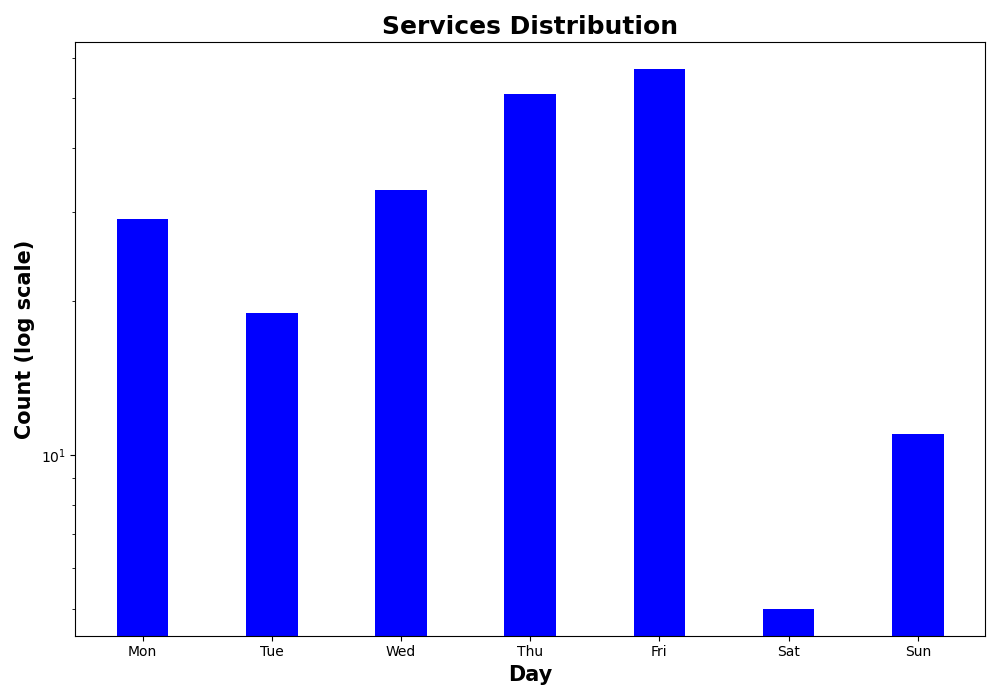 Services Distribution
Count (log scale)
10¹
Mon Tue Wed Thu Fri Sat Sun
Day